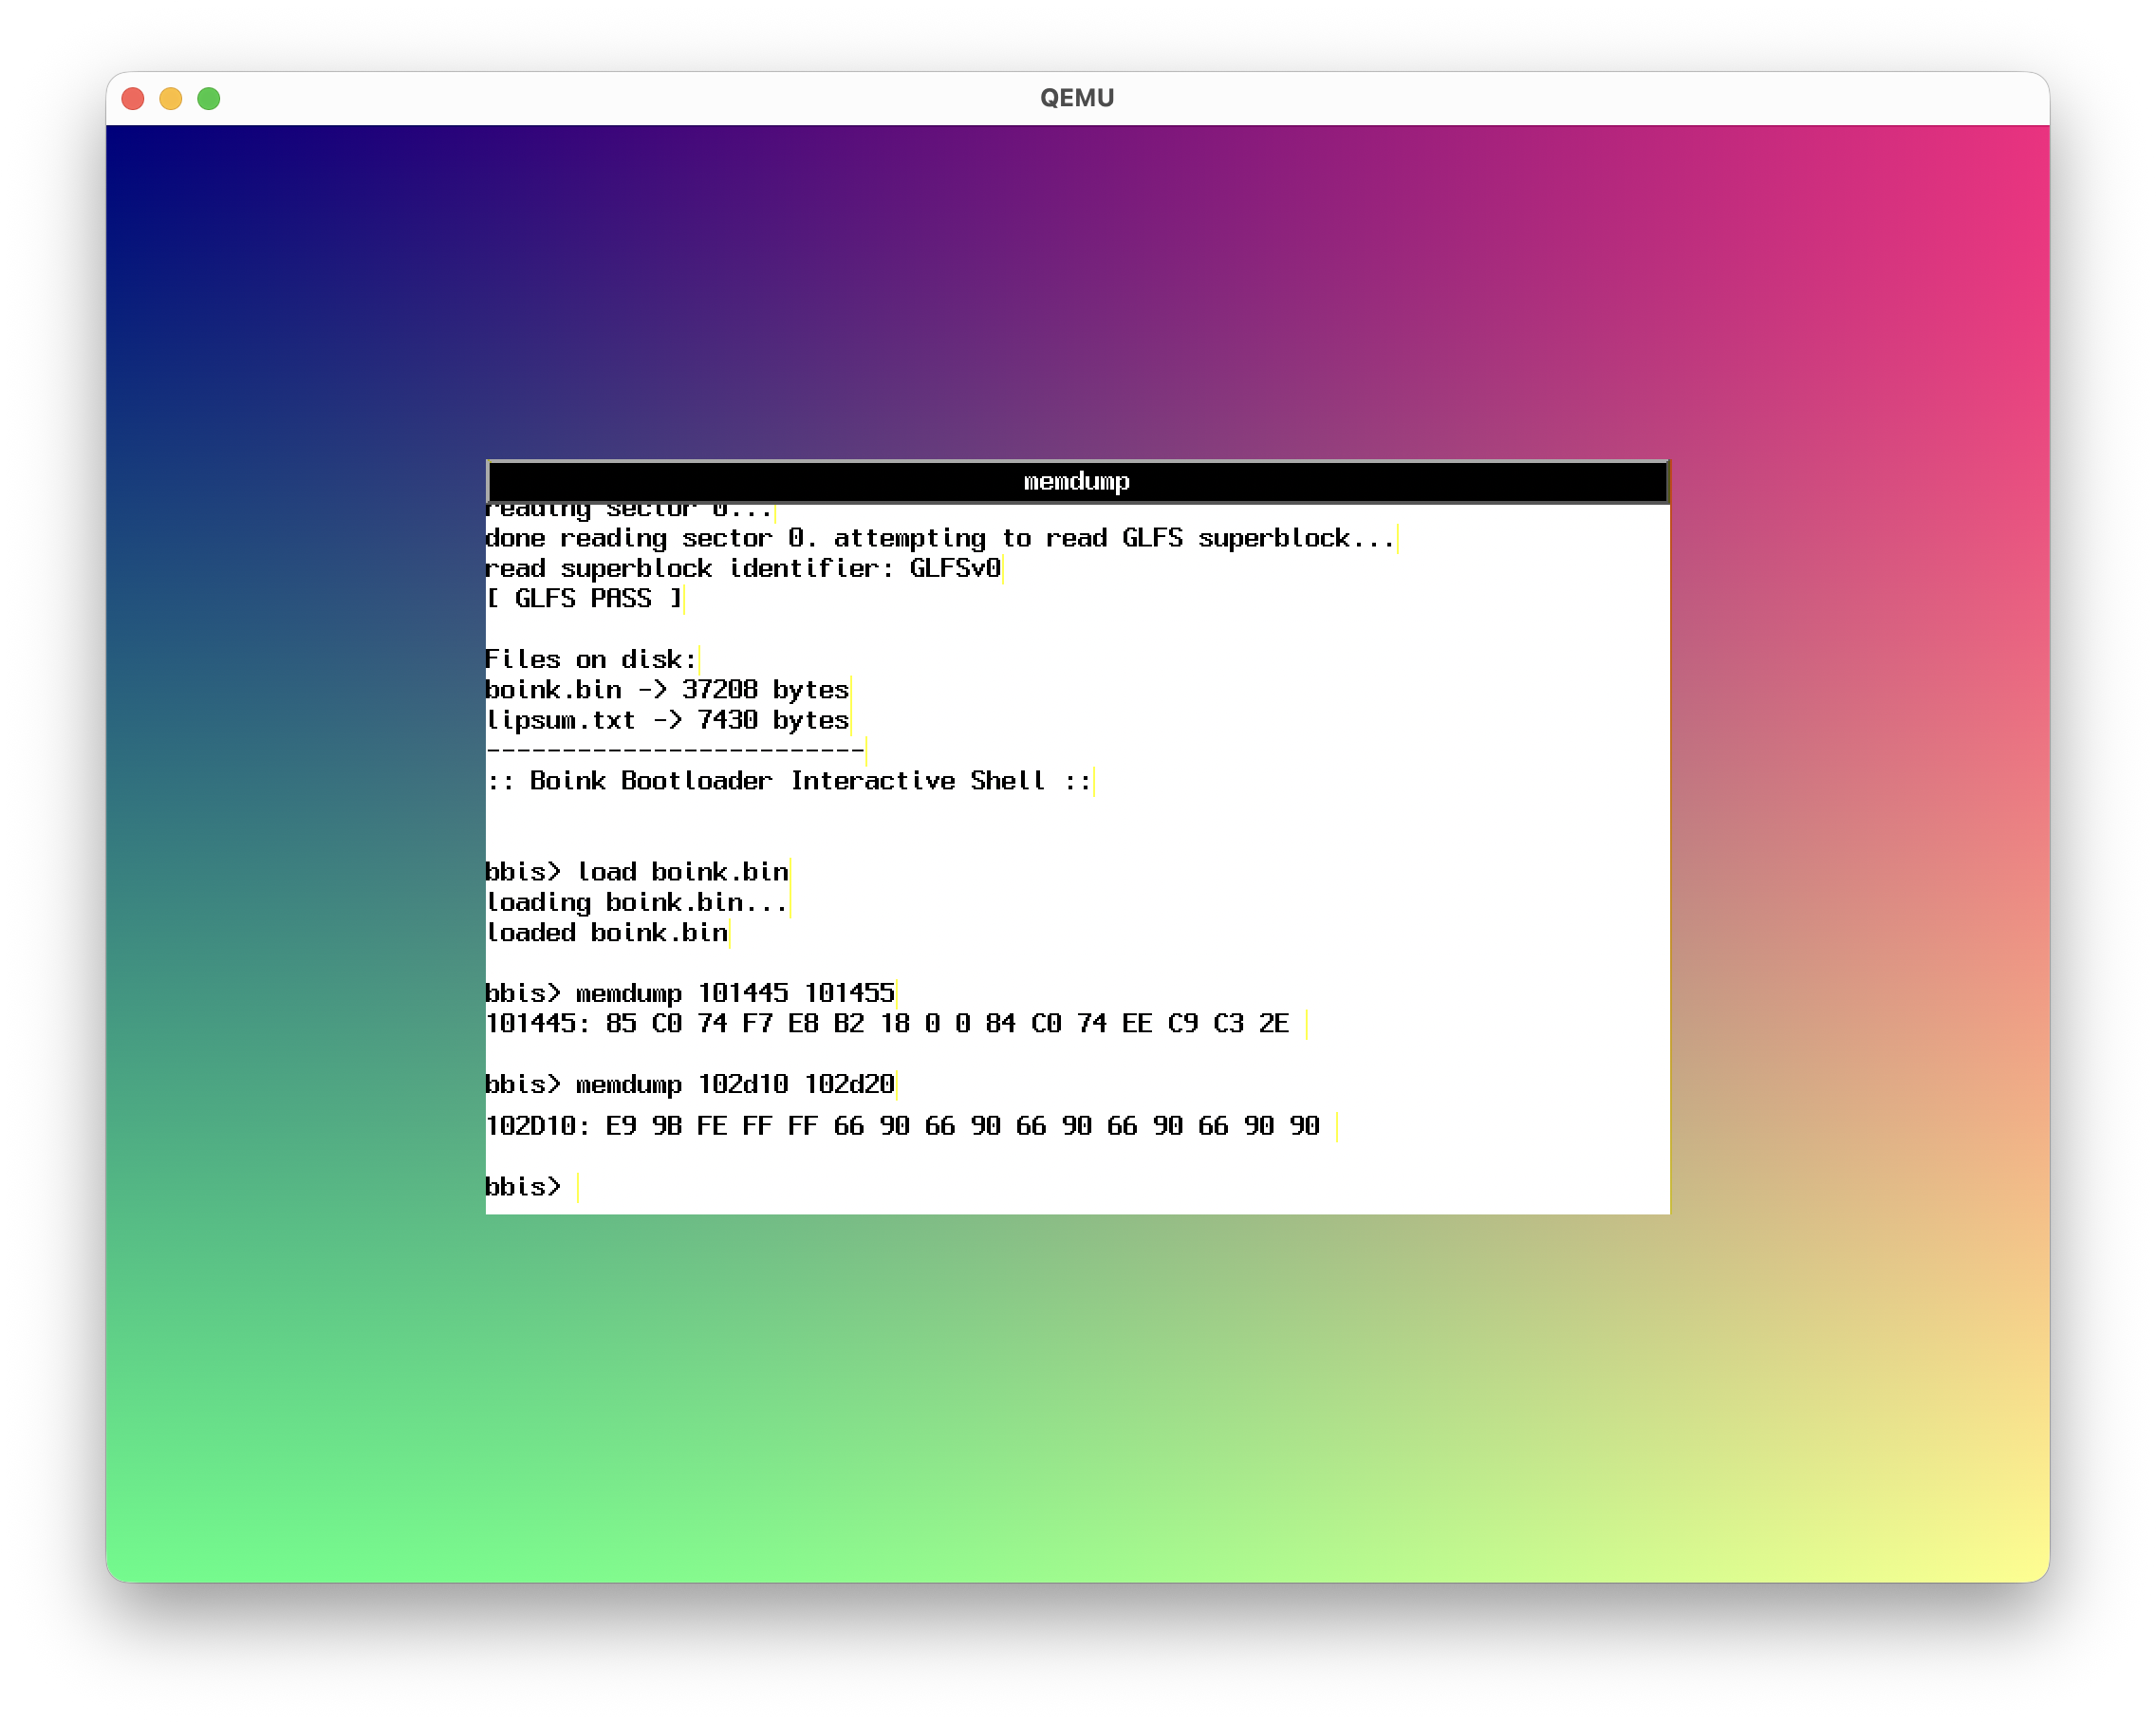 QEMU
memdump
reading sector 0...
done reading sector 0. attempting to read GLFS superblock...
read superblock identifier: GLFSv0
[ GLFS PASS ]
Files on disk:
boink.bin -> 37208 bytes
lipsum.txt -> 7430 bytes
-------------------------
:: Boink Bootloader Interactive Shell ::
bbis> load boink.bin
loading boink.bin...
loaded boink.bin
bbis> memdump 101445 101455
101445: 85 C0 74 F7 E8 B2 18 0 0 84 C0 74 EE C9 C3 2E
bbis> memdump 102d10 102d20
102D10: E9 9B FE FF FF 66 90 66 90 66 90 66 90 66 90 90
bbis>